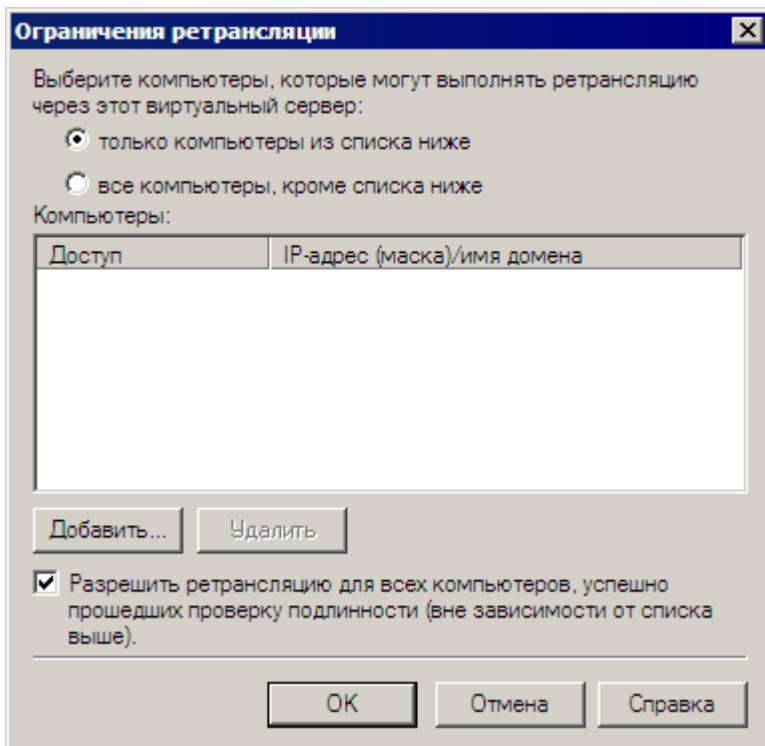 Ограничения ретрансляции
Выберите компьютеры, которые могут выполнять ретрансляцию
через этот виртуальный сервер:
только компьютеры из списка ниже
все компьютеры, кроме списка ниже
Компьютеры:
Доступ IP-адрес (маска)/имя домена
Добавить... Удалить
Разрешить ретрансляцию для всех компьютеров, успешно
прошедших проверку подлинности (вне зависимости от списка
выше).
OK Отмена Справка